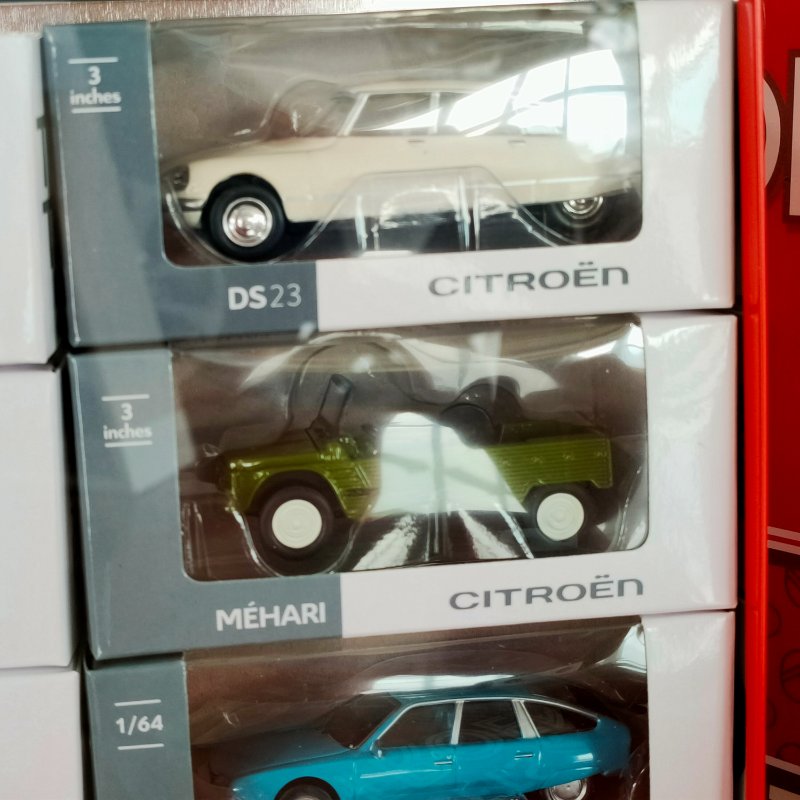 3
inches
DS23
CITROËN
3
inches
MÉHARI
CITROËN
1/64